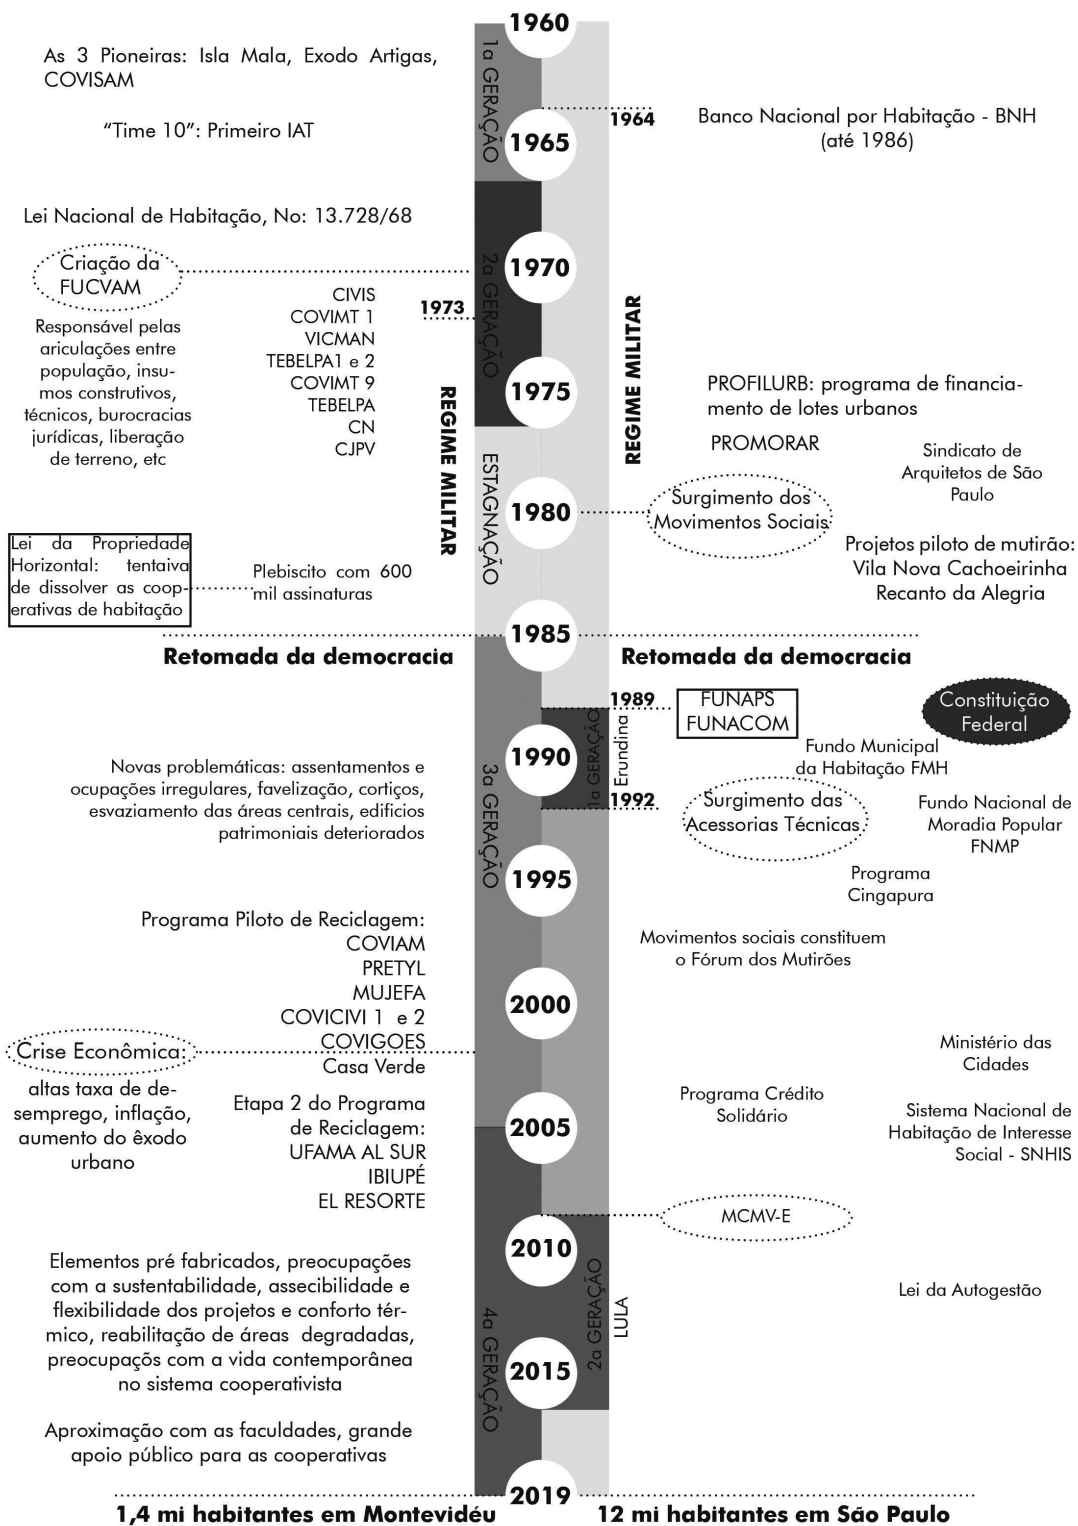 1960
As 3 Pioneiras: Isla Mala, Exodo Artigas,
COVISAM
1a GERAÇÃO
1964
Banco Nacional por Habitação - BNH
(até 1986)
"Time 10": Primeiro IAT
1965
Lei Nacional de Habitação, No: 13.728/68
Criação da
FUCVAM
1970
2a GERAÇÃO
Responsável pelas
ariculações entre
população, insu-
mos construtivos,
técnicos, burocracias
jurídicas, liberação
de terreno, etc
CIVIS
COVIMT 1
VICMAN
TEBELPA1 e 2
COVIMT 9
TEBELPA
CN
CJPV
1973
REGIME MILITAR
REGIME MILITAR
1975
PROFILURB: programa de financia-
mento de lotes urbanos
PROMORAR
Sindicato de
Arquitetos de São
Paulo
ESTAGNAÇÃO
1980
Surgimento dos
Movimentos Sociais
Projetos piloto de mutirão:
Vila Nova Cachoeirinha
Recanto da Alegria
Lei da Propriedade
Horizontal: tentaiva
de dissolver as coop-
erativas de habitação
Plebiscito com 600
mil assinaturas
1985
Retomada da democracia
Retomada da democracia
1989
FUNAPS
FUNACOM
Constituição
Federal
1a GERAÇÃO
Erundina
1990
Fundo Municipal
da Habitação FMH
Novas problemáticas: assentamentos e
ocupações irregulares, favelização, cortiços,
esvaziamento das áreas centrais, edificios
patrimoniais deteriorados
3a GERAÇÃO
1992
Surgimento das
Acessorias Técnicas
Fundo Nacional de
Moradia Popular
FNMP
1995
Programa
Cingapura
Programa Piloto de Reciclagem:
COVIAM
PRETYL
MUJEFA
COVICIVI 1 e 2
COVIGOES
Casa Verde
Movimentos sociais constituem
o Fórum dos Mutirões
2000
Crise Econômica:
altas taxa de de-
semprego, inflação,
aumento do êxodo
urbano
Ministério das
Cidades
Etapa 2 do Programa
de Reciclagem:
UFAMA AL SUR
IBIUPÉ
EL RESORTE
2005
Programa Crédito
Solidário
Sistema Nacional de
Habitação de Interesse
Social - SNHIS
MCMV-E
2010
Elementos pré fabricados, preocupações
com a sustentabilidade, assecibilidade e
flexibilidade dos projetos e conforto tér-
mico, reabilitação de áreas degradadas,
preocupaçõs com a vida contemporânea
no sistema cooperativista
4a GERAÇÃO
2a GERAÇÃO
LULA
Lei da Autogestão
2015
Aproximação com as faculdades, grande
apoio público para as cooperativas
2019
1,4 mi habitantes em Montevidéu
12 mi habitantes em São Paulo